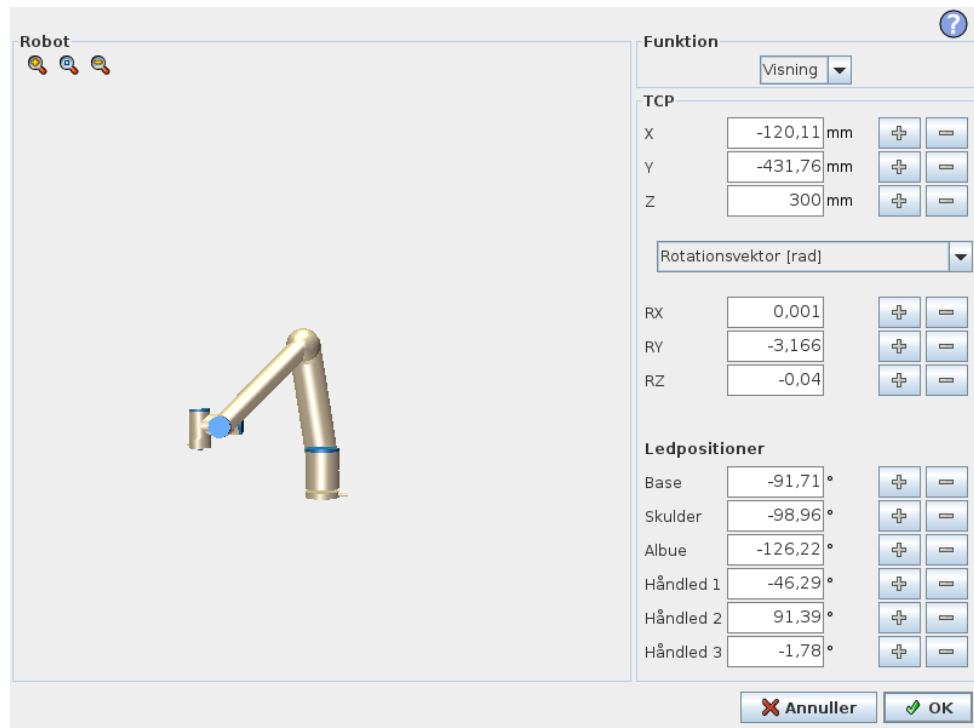 Robot
Funktion
Visning
TCP
X -120,11 mm
Y -431,76 mm
Z 300 mm
Rotationsvektor [rad]
RX 0,001
RY -3,166
RZ -0,04
Ledpositioner
Base -91,71 °
Skulder -98,96 °
Albue -126,22 °
Håndled 1 -46,29 °
Håndled 2 91,39 °
Håndled 3 -1,78 °
Annuller OK